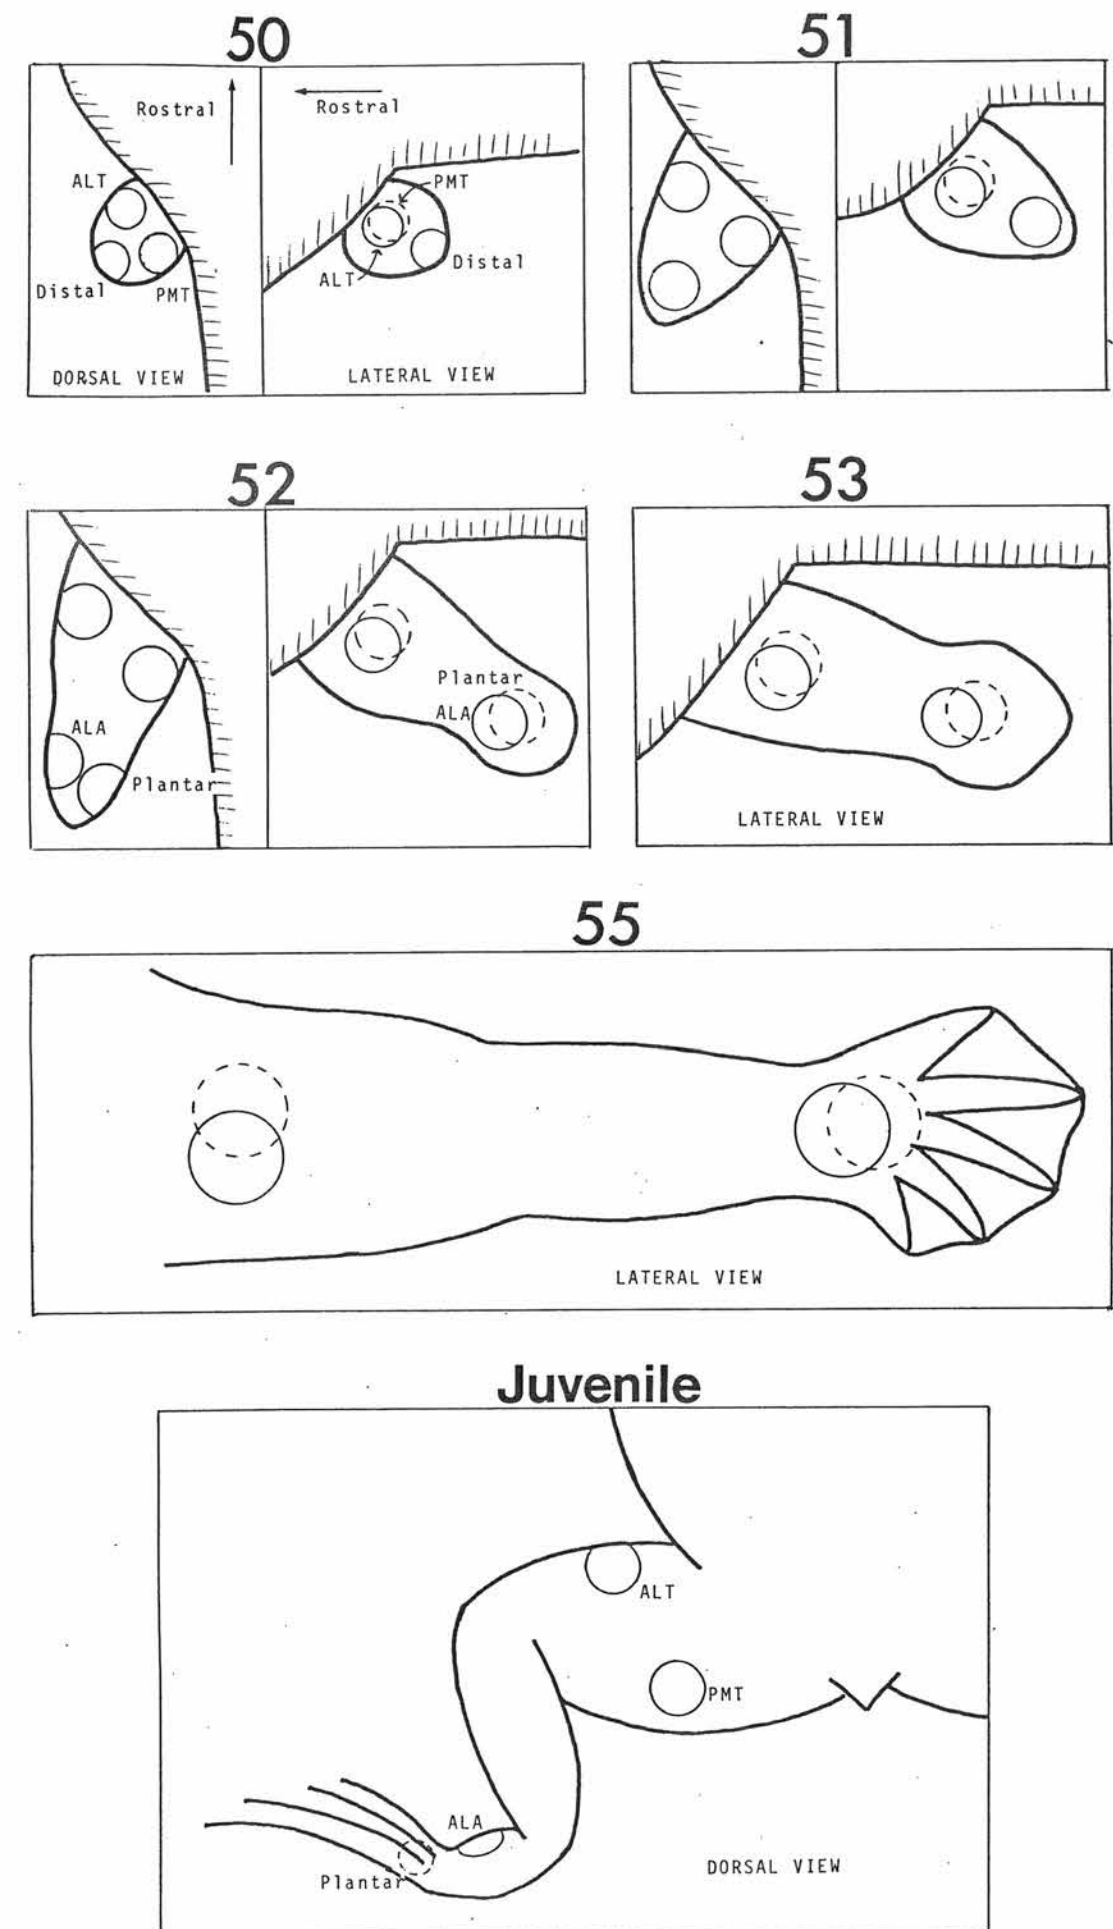 50
Rostral
Rostral
ALT
PMT
Distal
PMT
ALT
Distal
DORSAL VIEW
LATERAL VIEW
51
52
ALA
Plantar
Plantar
ALA
53
LATERAL VIEW
55
LATERAL VIEW
Juvenile
ALT
PMT
ALA
Plantar
DORSAL VIEW